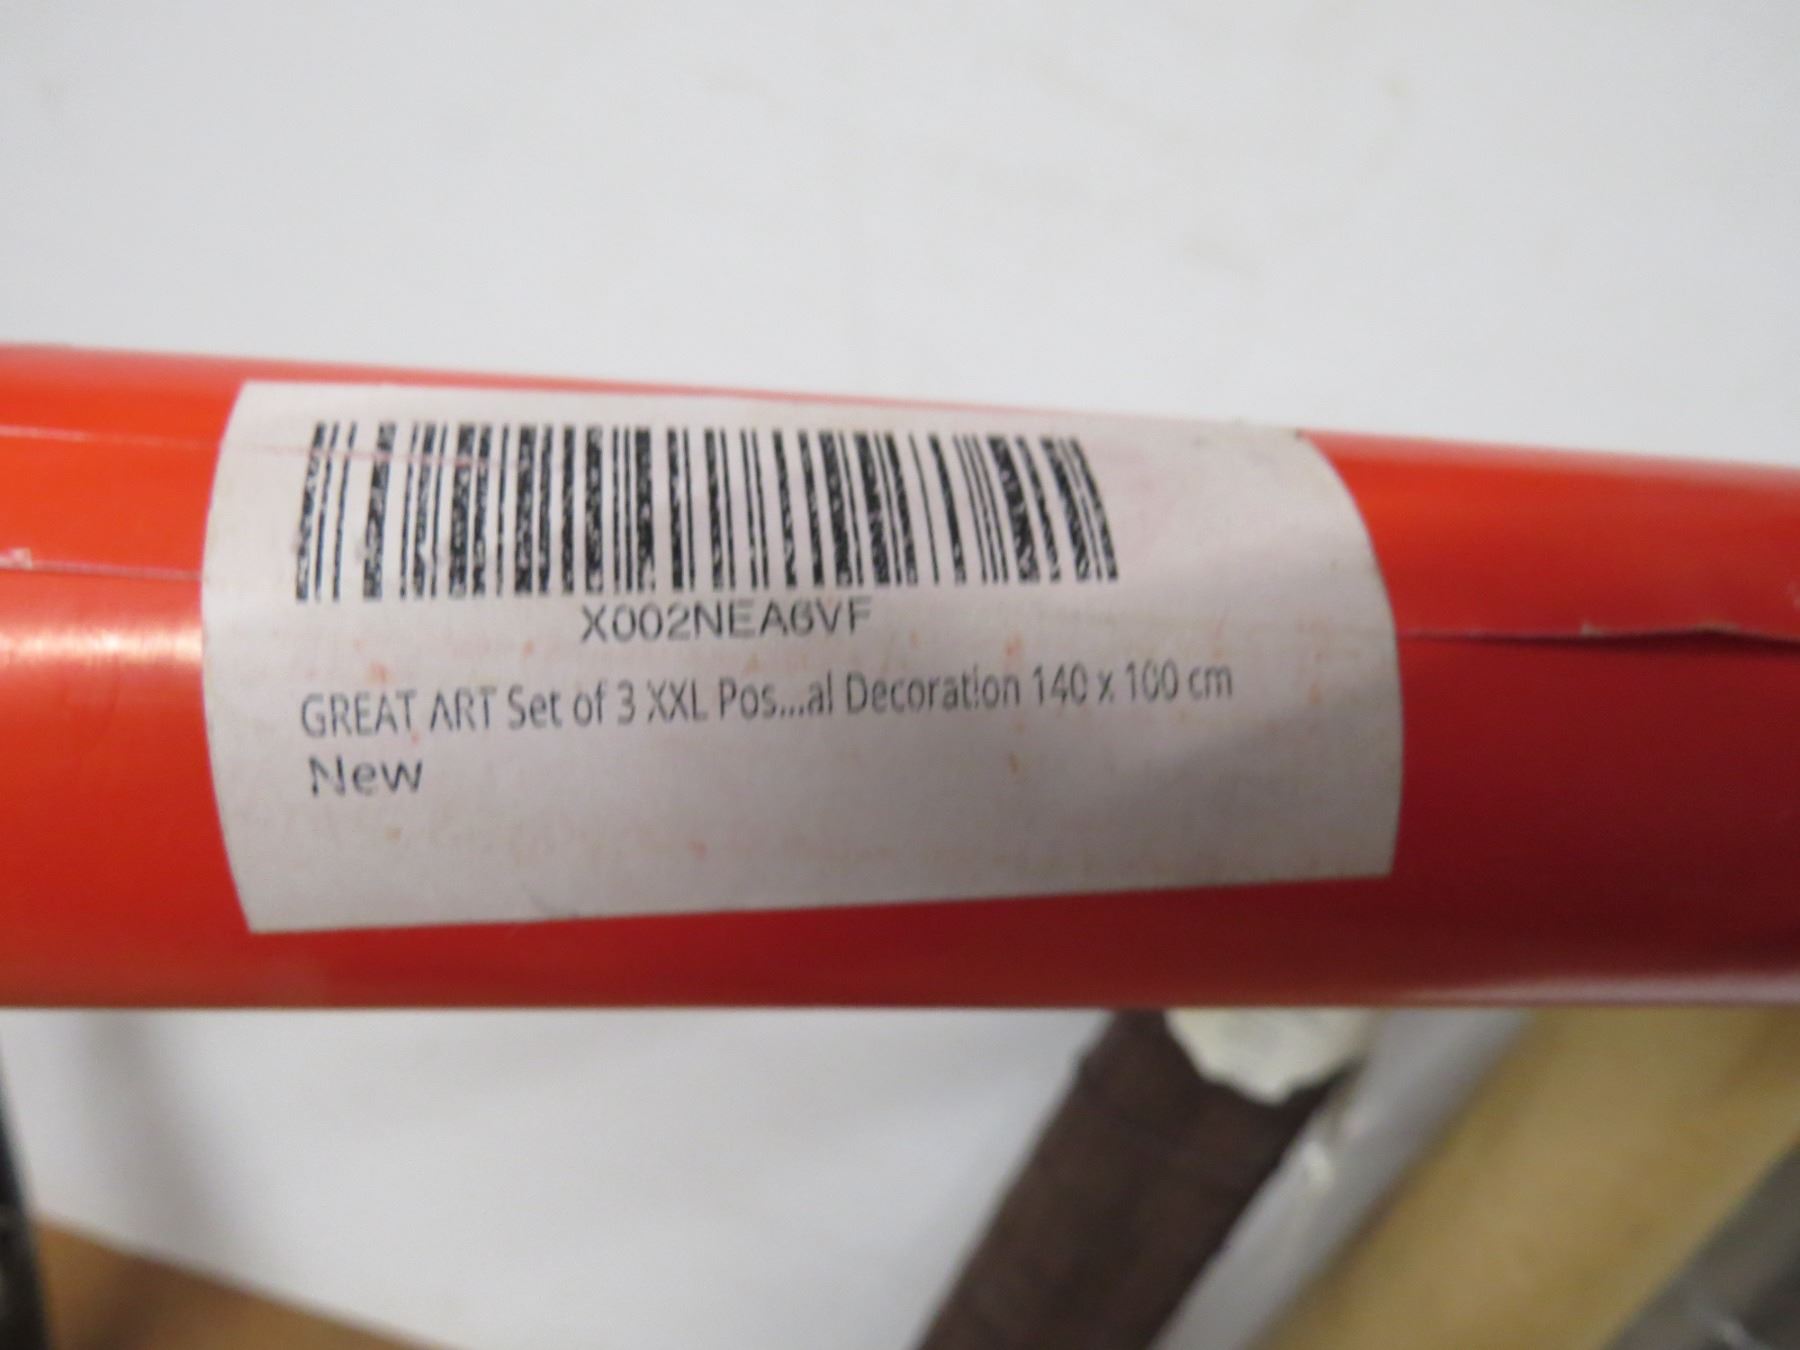 X002NEA6VF
GREAT ART Set of 3 XXL Pos...al Decoration 140 x 100 cm
New